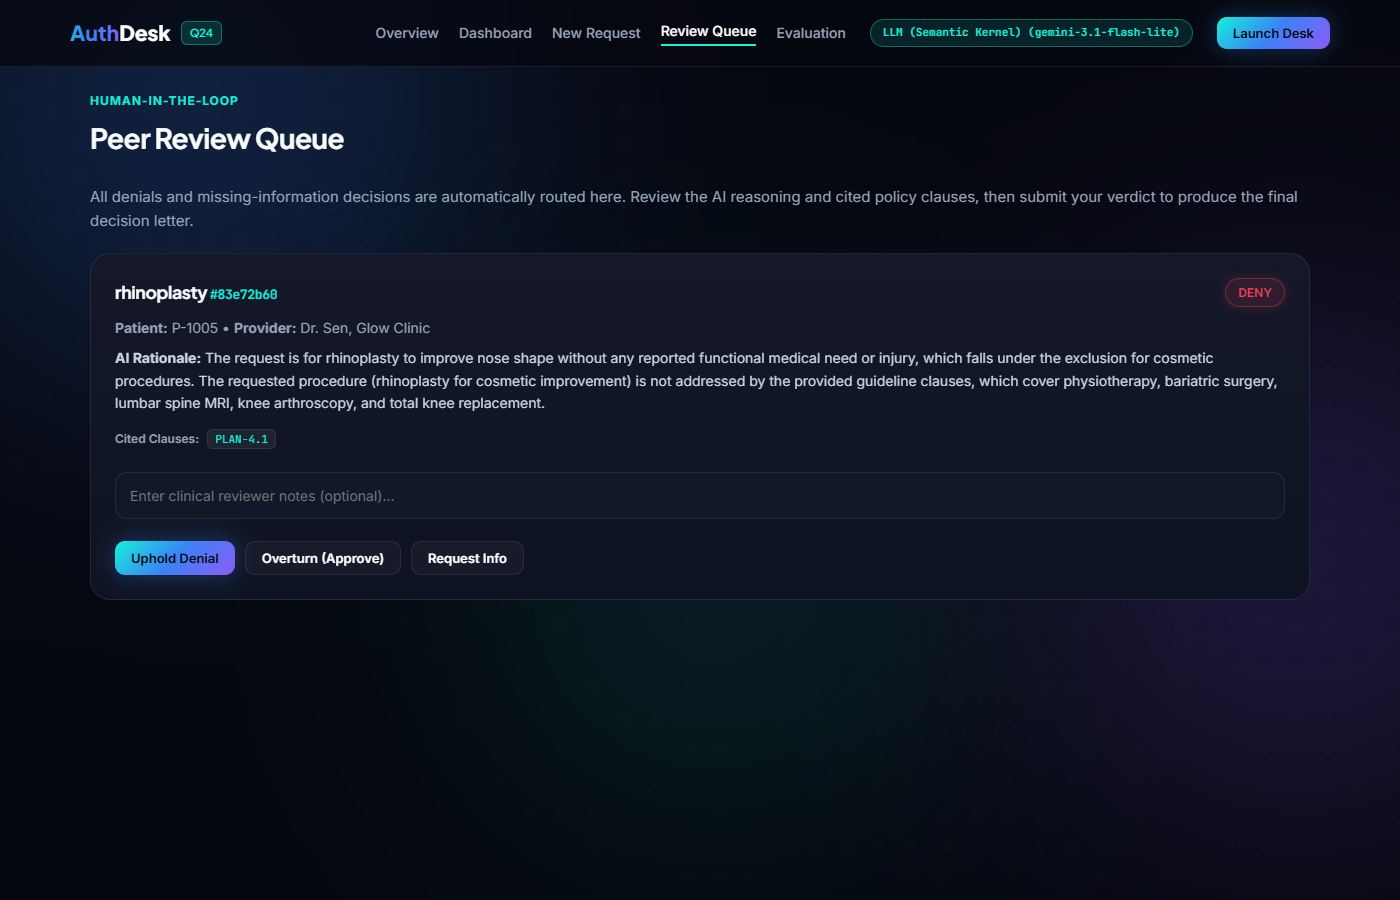 AuthDesk Q24 Overview Dashboard New Request Review Queue Evaluation LLM (Semantic Kernel) (gemini-3.1-flash-lite) Launch Desk
HUMAN-IN-THE-LOOP
Peer Review Queue
All denials and missing-information decisions are automatically routed here. Review the AI reasoning and cited policy clauses, then submit your verdict to produce the final
decision letter.
rhinoplasty #83e72b60 DENY
Patient: P-1005 • Provider: Dr. Sen, Glow Clinic
AI Rationale: The request is for rhinoplasty to improve nose shape without any reported functional medical need or injury, which falls under the exclusion for cosmetic
procedures. The requested procedure (rhinoplasty for cosmetic improvement) is not addressed by the provided guideline clauses, which cover physiotherapy, bariatric surgery,
lumbar spine MRI, knee arthroscopy, and total knee replacement.
Cited Clauses: PLAN-4.1
Enter clinical reviewer notes (optional)...
Uphold Denial Overturn (Approve) Request Info